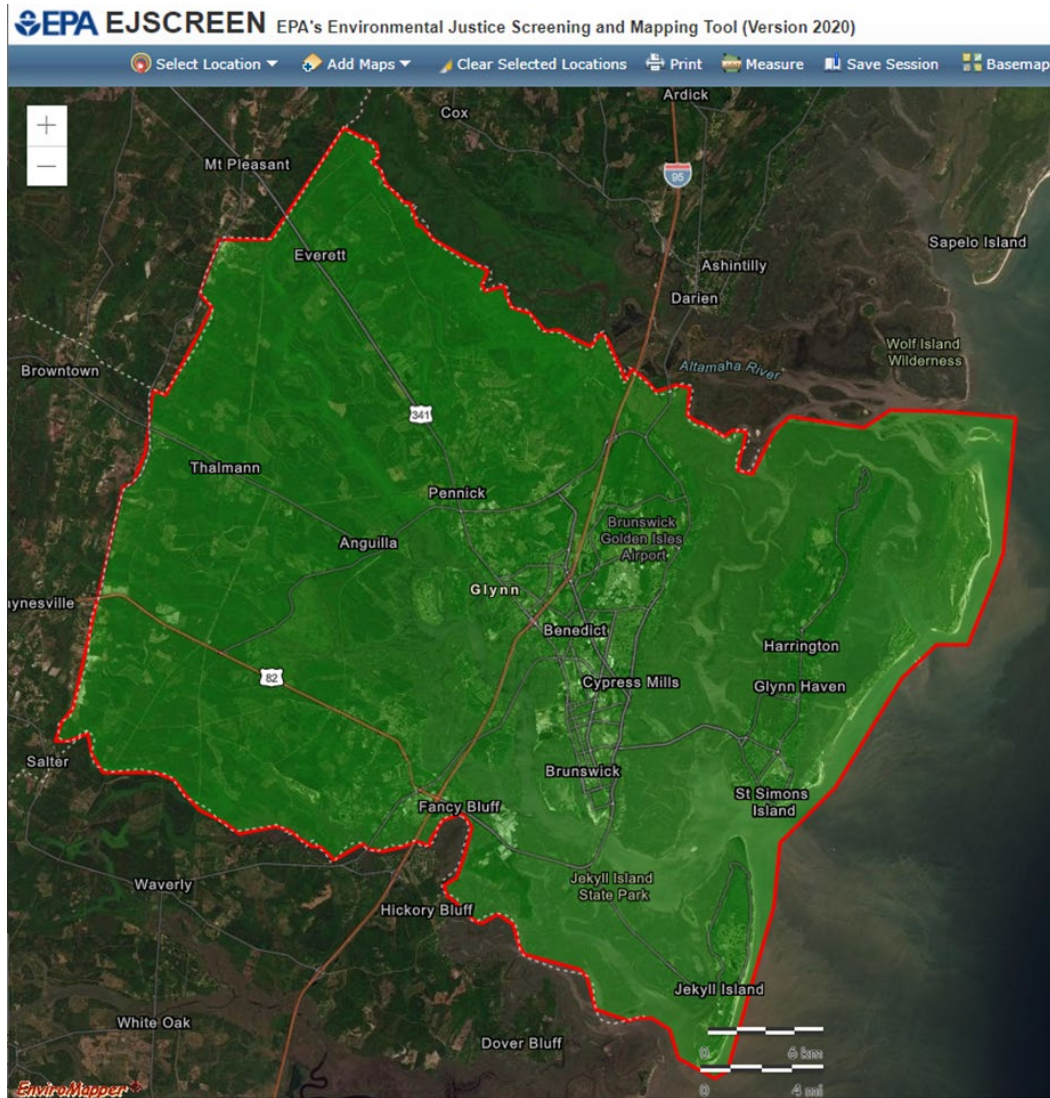 EPA EJSCREEN EPA's Environmental Justice Screening and Mapping Tool (Version 2020)
Select Location Add Maps Clear Selected Locations Print Measure Save Session Basemap
+
−
Ardick
Cox
Mt Pleasant
95
Sapelo Island
Everett
Ashintilly
Darien
Wolf Island
Wilderness
Browntown
Altamaha River
341
Thalmann
Pennick
Brunswick
Golden Isles
Airport
Anguilla
Glynn
aynesville
Benedict
Harrington
82
Cypress Mills
Glynn Haven
Salter
Brunswick
St Simons
Island
Fancy Bluff
Waverly
Jekyll Island
State Park
Hickory Bluff
Jekyll Island
White Oak
Dover Bluff
0 6 km
0 4 mi
EnviroMapper